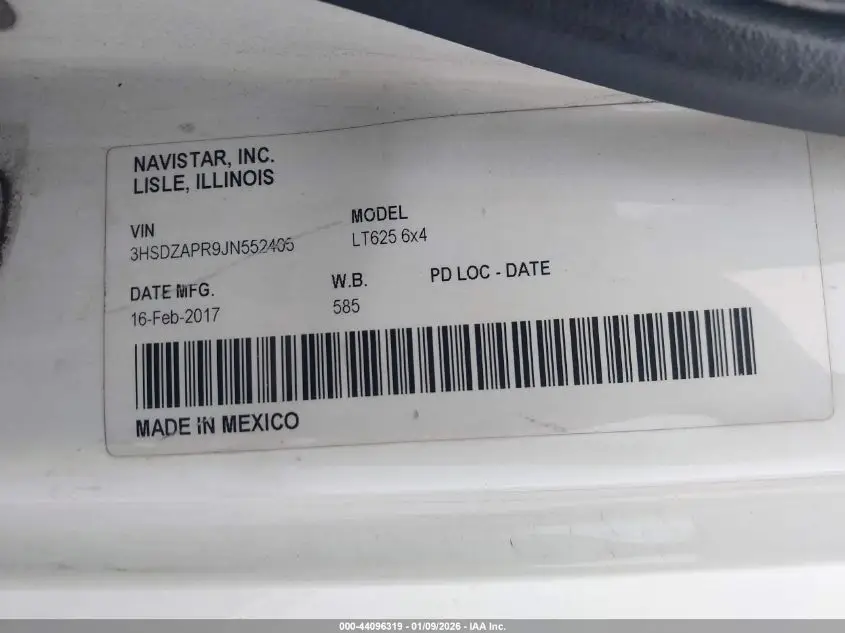 NAVISTAR, INC.
LISLE, ILLINOIS
VIN
3HSDZAPR9JN552405
MODEL
LT625 6x4
DATE MFG.
16-Feb-2017
W.B.
585
PD LOC - DATE
MADE IN MEXICO
000-44096319 - 01/09/2026 - IAA Inc.